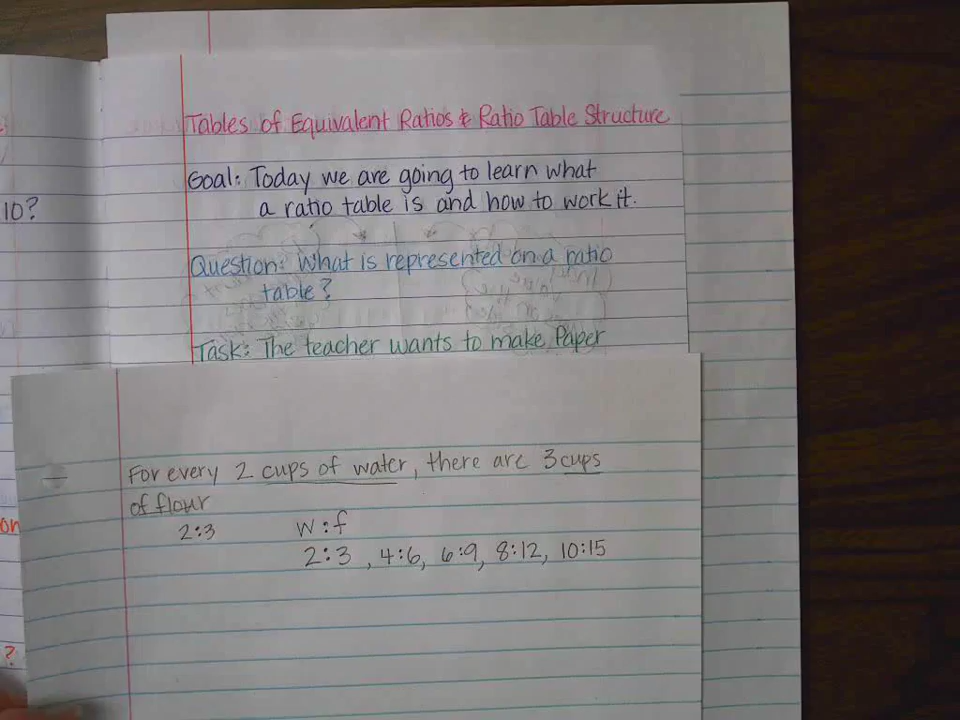 10?
Tables of Equivalent Ratios & Ratio Table Structure
Goal: Today we are going to learn what
a ratio table is and how to work it.
Question: What is represented on a ratio
table?
Task: The teacher wants to make Paper
For every 2 cups of water, there are 3 cups
of flour
2:3 W:f
2:3, 4:6, 6:9, 8:12, 10:15
on
?